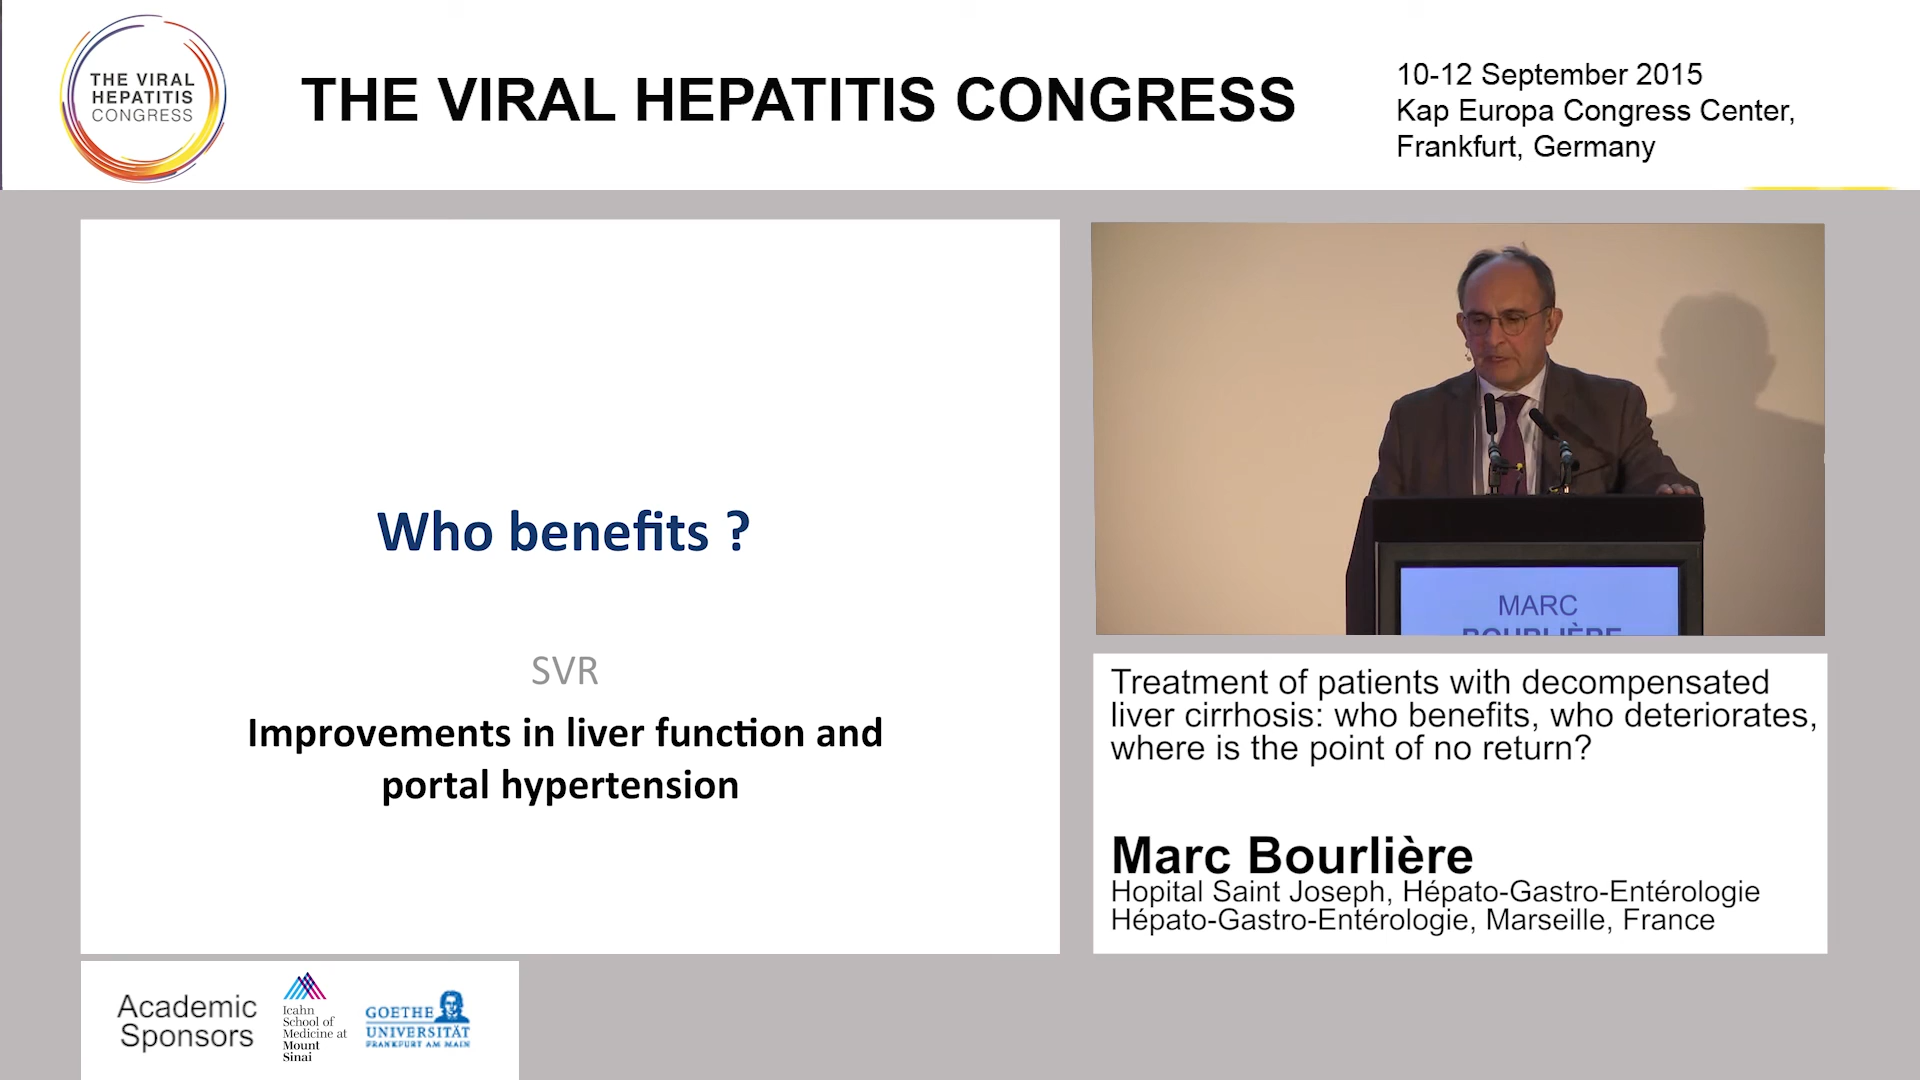 THE VIRAL
HEPATITIS
CONGRESS
THE VIRAL HEPATITIS CONGRESS
10-12 September 2015
Kap Europa Congress Center,
Frankfurt, Germany
Who benefits ?
SVR
Improvements in liver function and
portal hypertension
MARC
BOURLIÈRE
Treatment of patients with decompensated
liver cirrhosis: who benefits, who deteriorates,
where is the point of no return?
Marc Bourlière
Hopital Saint Joseph, Hépato-Gastro-Entérologie
Hépato-Gastro-Entérologie, Marseille, France
Academic
Sponsors
Icahn
School of
Medicine at
Mount
Sinai
GOETHE
UNIVERSITÄT
FRANKFURT AM MAIN